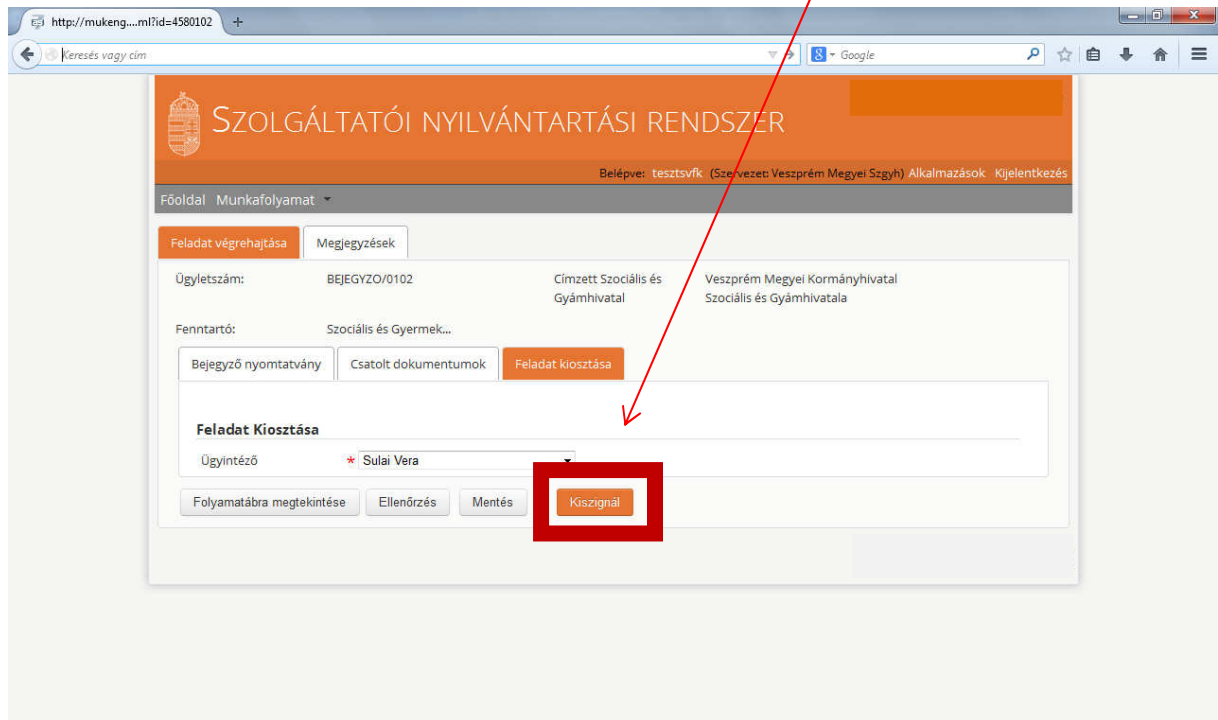 http://mukeng....ml?id=4580102 +
Keresés vagy cím
8 Google
SZOLGÁLTATÓI NYILVÁNTARTÁSI RENDSZER
Belépve: tesztsvfk (Szervezet: Veszprém Megyei Szgyh) Alkalmazások Kijelentkezés
Főoldal Munkafolyamat
Feladat végrehajtása Megjegyzések
Ügyletszám: BEJEGYZO/0102 Címzett Szociális és Veszprém Megyei Kormányhivatal
Gyámhivatal Szociális és Gyámhivatala
Fenntartó: Szociális és Gyermek...
Bejegyző nyomtatvány Csatolt dokumentumok Feladat kiosztása
Feladat Kiosztása
Ügyintéző * Sulai Vera
Folyamatábra megtekintése Ellenőrzés Mentés Kiszignál